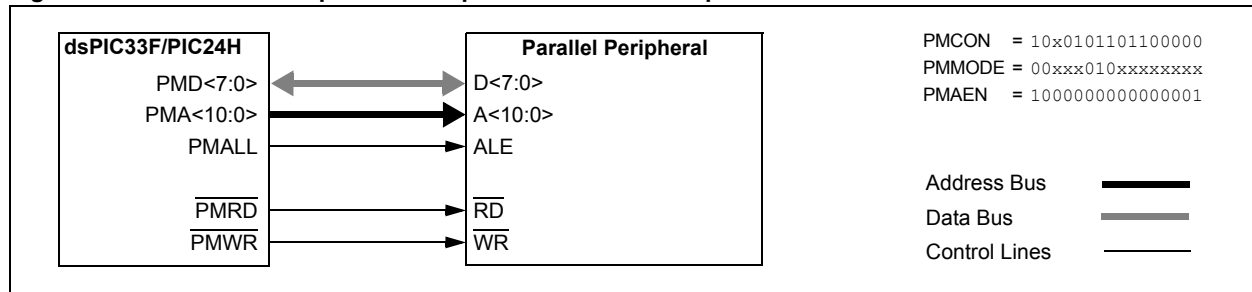 dsPIC33F/PIC24H
PMD<7:0>
PMA<10:0>
PMALL
PMRD
PMWR
Parallel Peripheral
D<7:0>
A<10:0>
ALE
RD
WR
PMCON = 10x0101101100000
PMMODE = 00xxx010xxxxxxxx
PMAEN = 1000000000000001
Address Bus
Data Bus
Control Lines